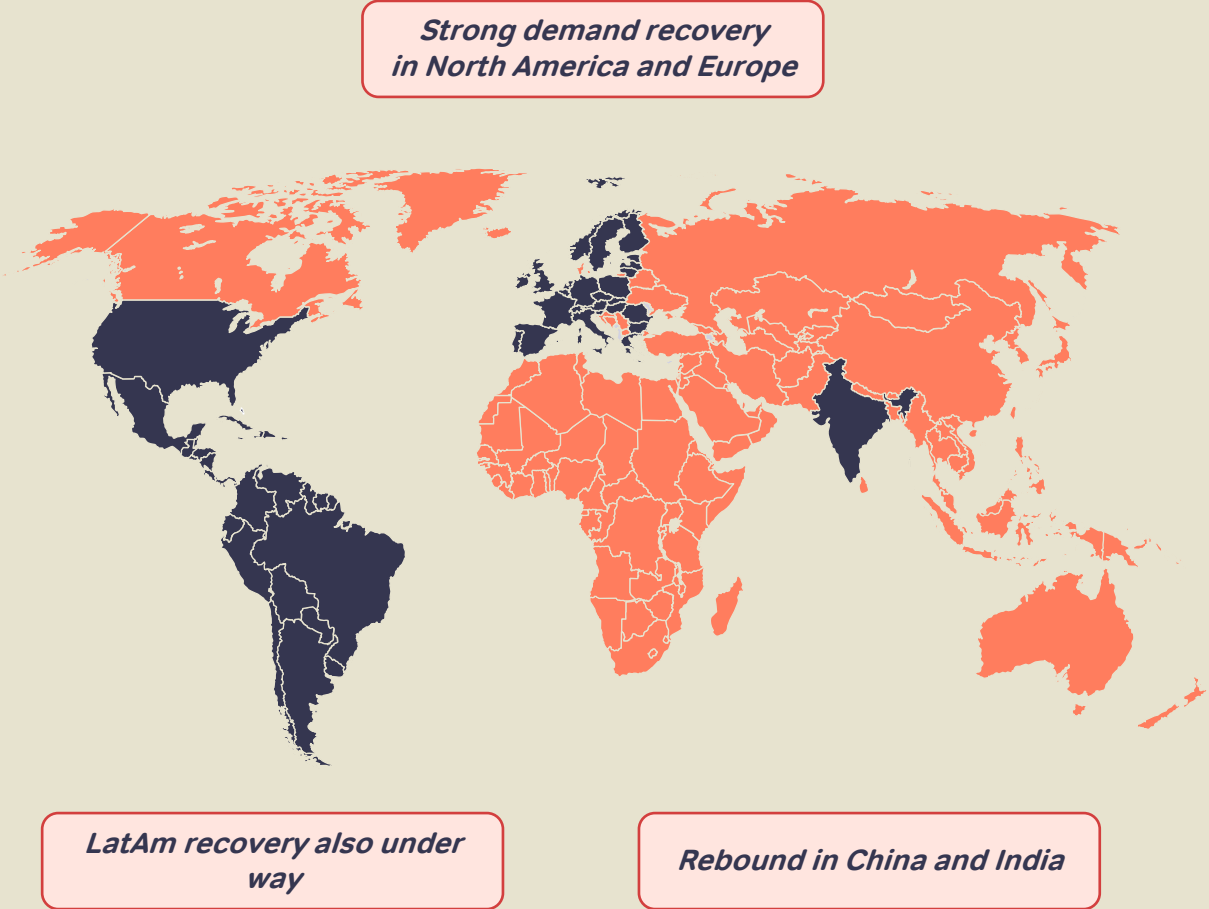 Strong demand recovery
in North America and Europe
LatAm recovery also under
way
Rebound in China and India